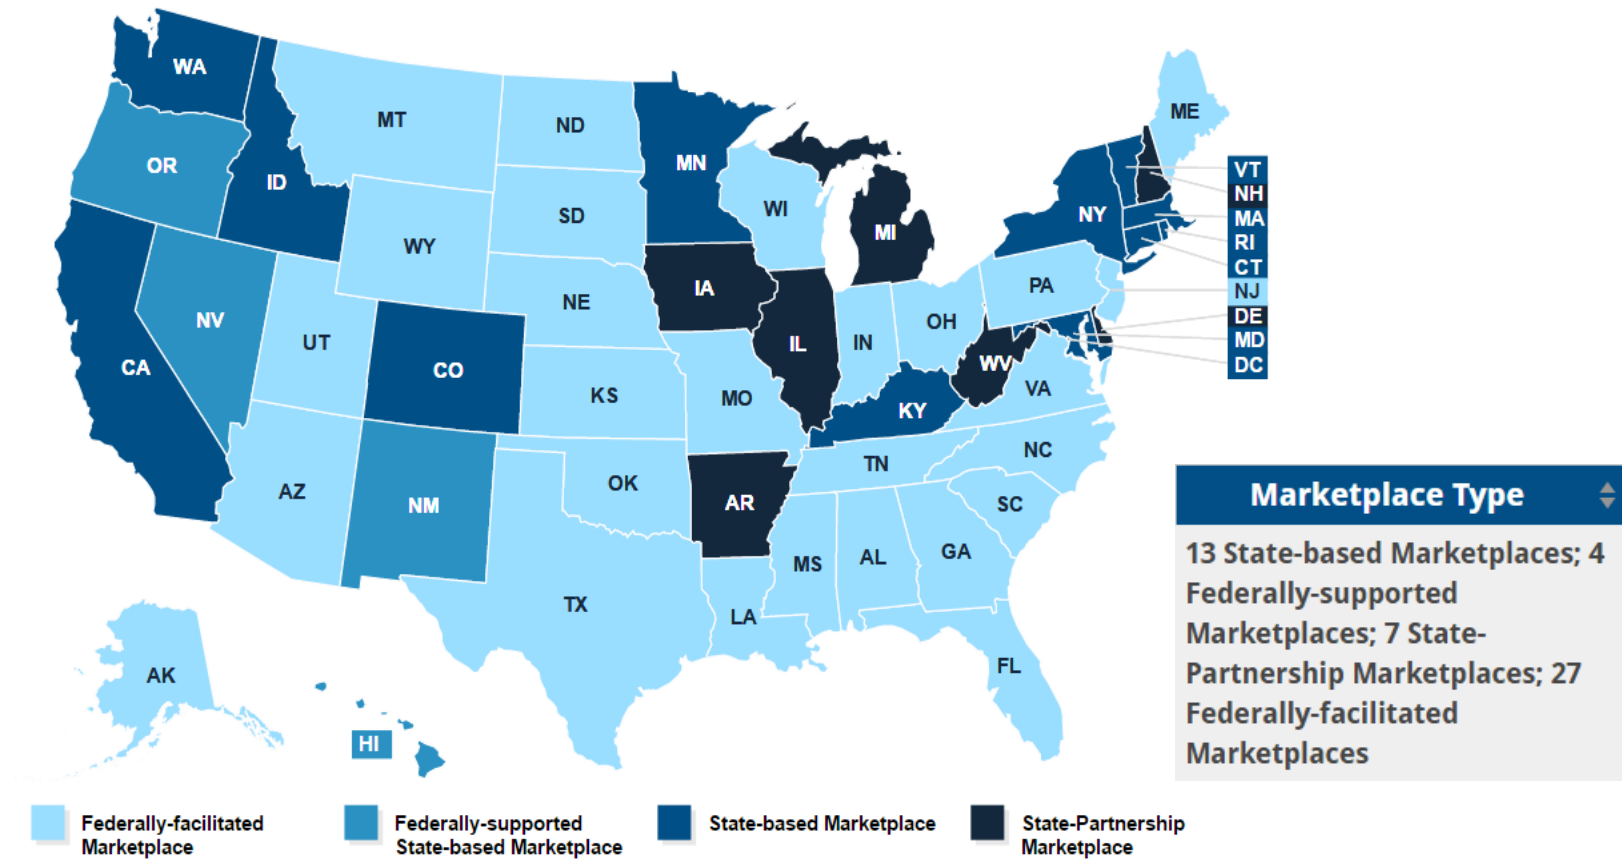 WA
MT
ND
OR
ID
MN
ME
SD
WI
VT
NH
WY
NY
MA
MI
RI
CT
IA
PA
NJ
NE
NV
UT
IL
IN
OH
DE
MD
DC
CA
CO
WV
KS
MO
VA
KY
NC
TN
AZ
NM
OK
AR
SC
MS
AL
GA
TX
LA
FL
AK
HI
Marketplace Type
13 State-based Marketplaces; 4
Federally-supported
Marketplaces; 7 State-
Partnership Marketplaces; 27
Federally-facilitated
Marketplaces
Federally-facilitated
Marketplace
Federally-supported
State-based Marketplace
State-based Marketplace
State-Partnership
Marketplace